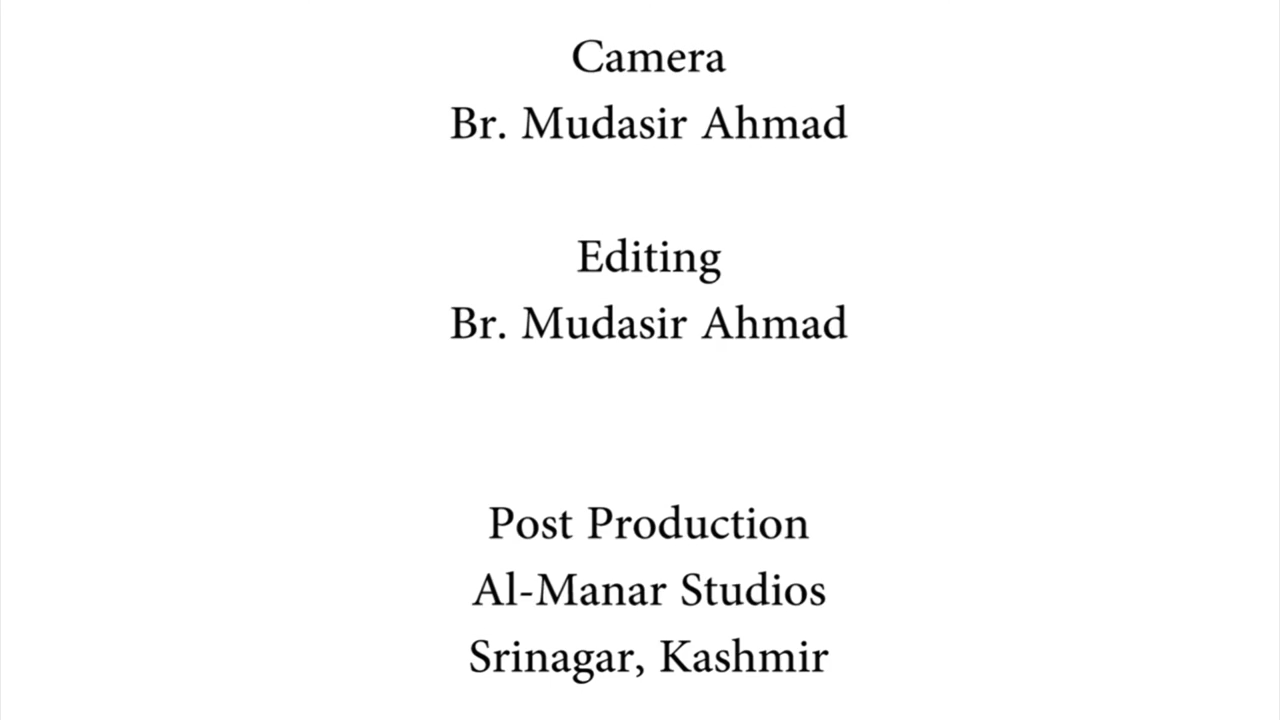 Camera
Br. Mudasir Ahmad
Editing
Br. Mudasir Ahmad
Post Production
Al-Manar Studios
Srinagar, Kashmir